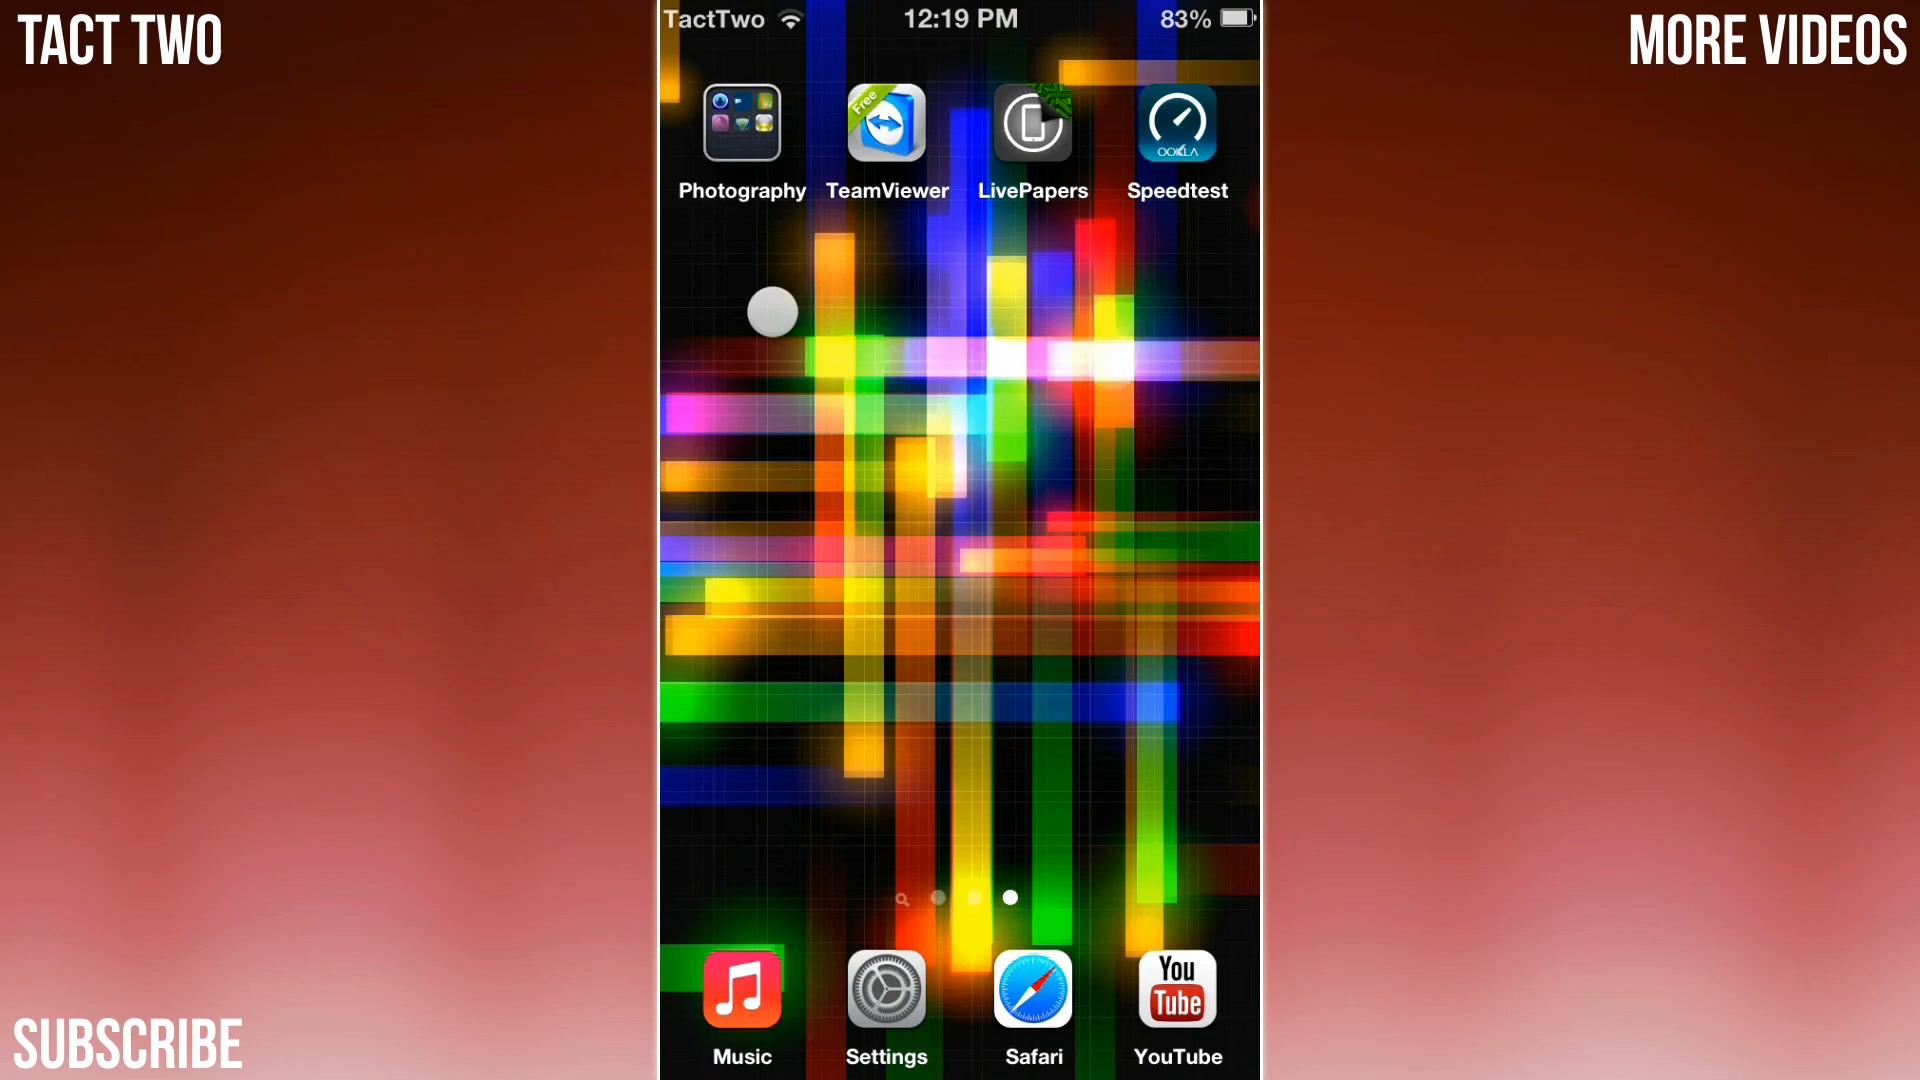 TACT TWO
MORE VIDEOS
TactTwo 12:19 PM 83%
Free
OOKLA
Photography TeamViewer LivePapers Speedtest
You
Tube
Music Settings Safari YouTube
SUBSCRIBE